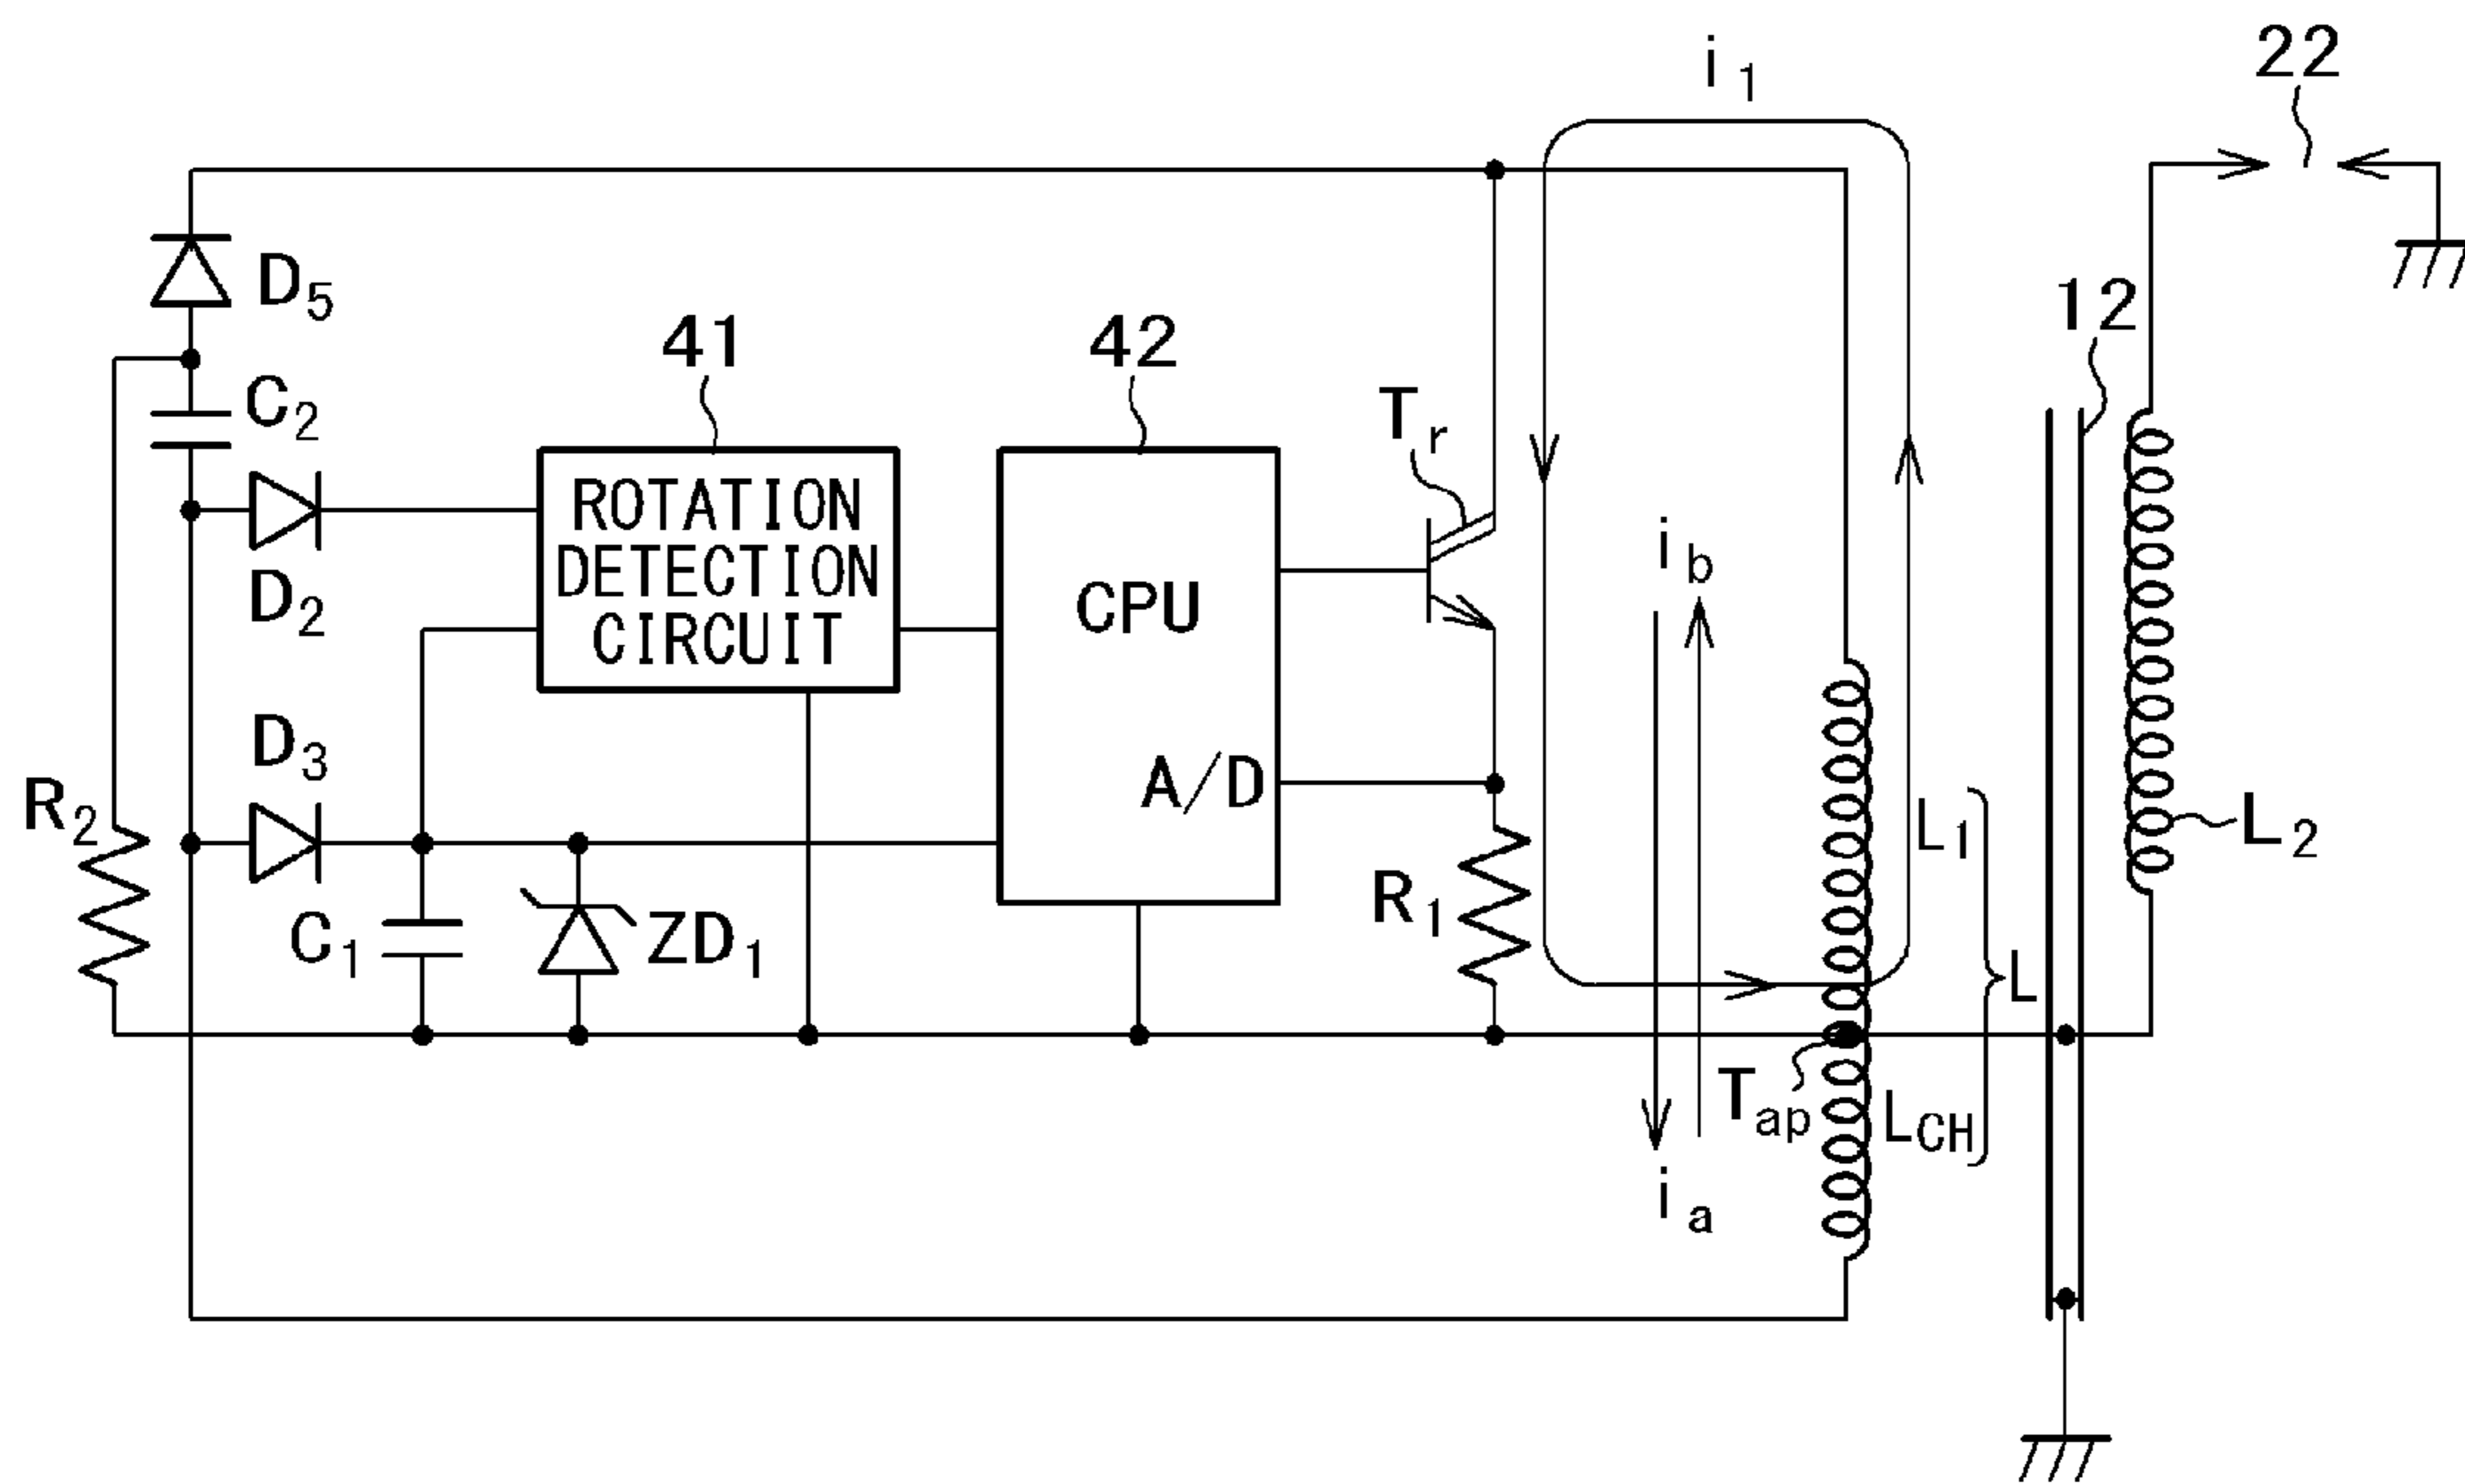 i1
22
D5
12
41
42
C2
Tr
ROTATION
DETECTION
CIRCUIT
ib
D2
CPU
D3
A/D
R2
L1
L2
R1
C1
ZD1
L
Tap
LCH
ia